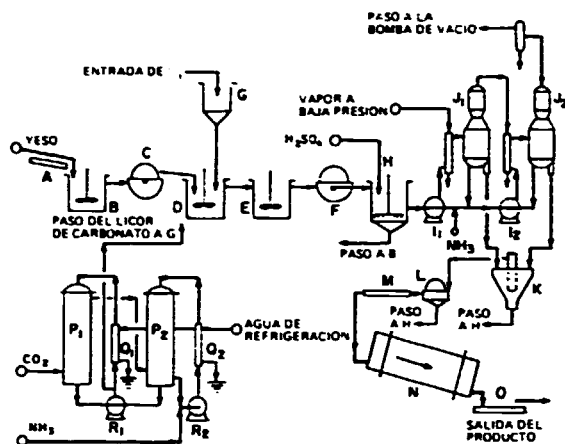 PASO A LA
BOMBA DE VACIO
ENTRADA DE
G
VAPOR A
BAJA PRESION
J₁
J₂
H₂SO₄
H
YESO
A
B
C
D
E
F
PASO DEL LICOR
DE CARBONATO A G
PASO A B
I₁
NH₃
I₂
K
L
M
PASO
A H
PASO
A H
P₁
P₂
Q₁
Q₂
AGUA DE
REFRIGERACION
CO₂
R₁
R₂
NH₃
N
O
SALIDA DEL
PRODUCTO